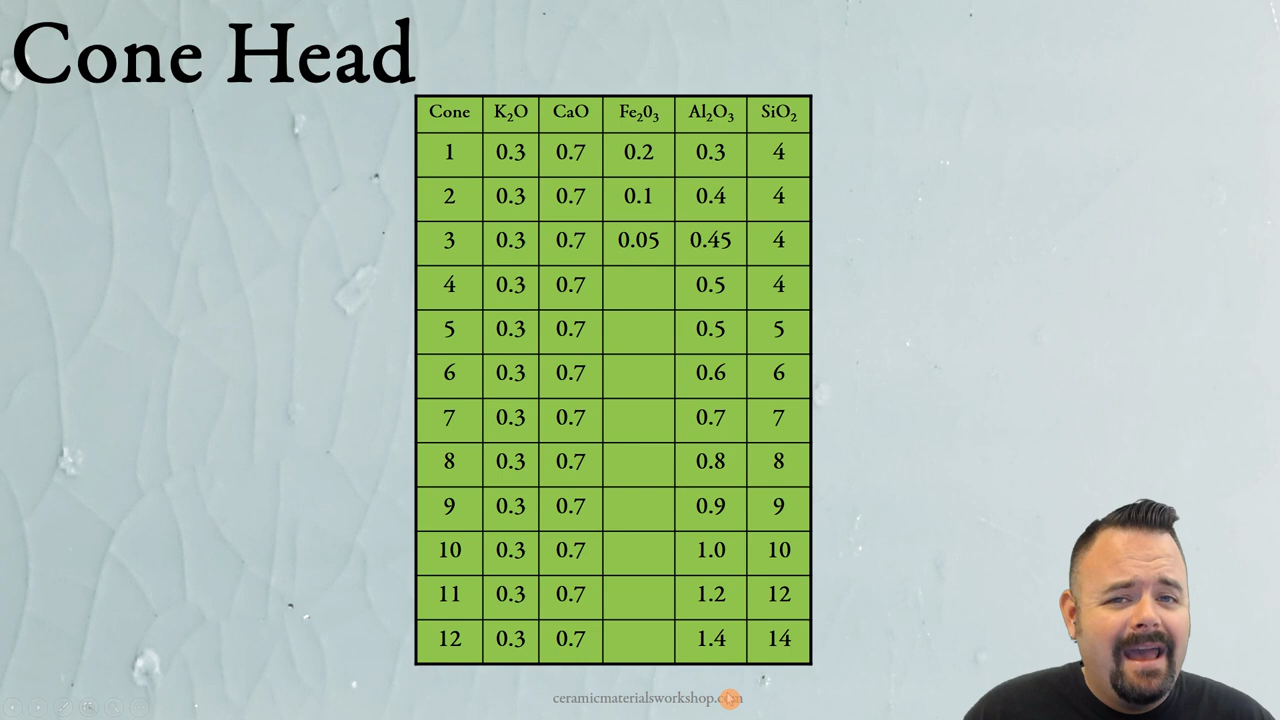 Cone Head
Cone K₂O CaO Fe₂0₃ Al₂O₃ SiO₂
1 0.3 0.7 0.2 0.3 4
2 0.3 0.7 0.1 0.4 4
3 0.3 0.7 0.05 0.45 4
4 0.3 0.7 0.5 4
5 0.3 0.7 0.5 5
6 0.3 0.7 0.6 6
7 0.3 0.7 0.7 7
8 0.3 0.7 0.8 8
9 0.3 0.7 0.9 9
10 0.3 0.7 1.0 10
11 0.3 0.7 1.2 12
12 0.3 0.7 1.4 14
ceramicmaterialsworkshop.com